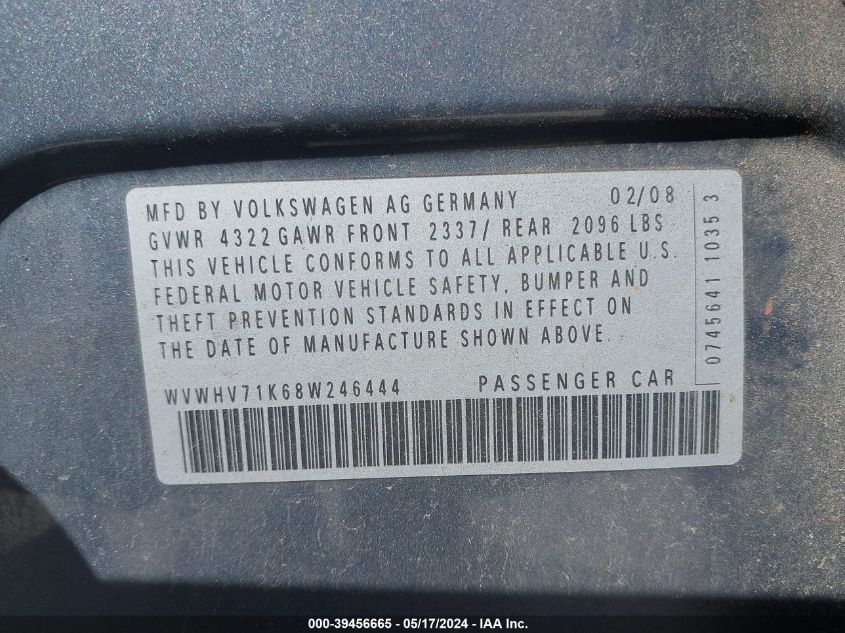 MFD BY VOLKSWAGEN AG GERMANY 02/08
GVWR 4322 GAWR FRONT 2337/ REAR 2096 LBS
THIS VEHICLE CONFORMS TO ALL APPLICABLE U.S.
FEDERAL MOTOR VEHICLE SAFETY, BUMPER AND
THEFT PREVENTION STANDARDS IN EFFECT ON
THE DATE OF MANUFACTURE SHOWN ABOVE.
WVWHV71K68W246444 PASSENGER CAR
0745641 1035 3
000-39456665 - 05/17/2024 - IAA Inc.